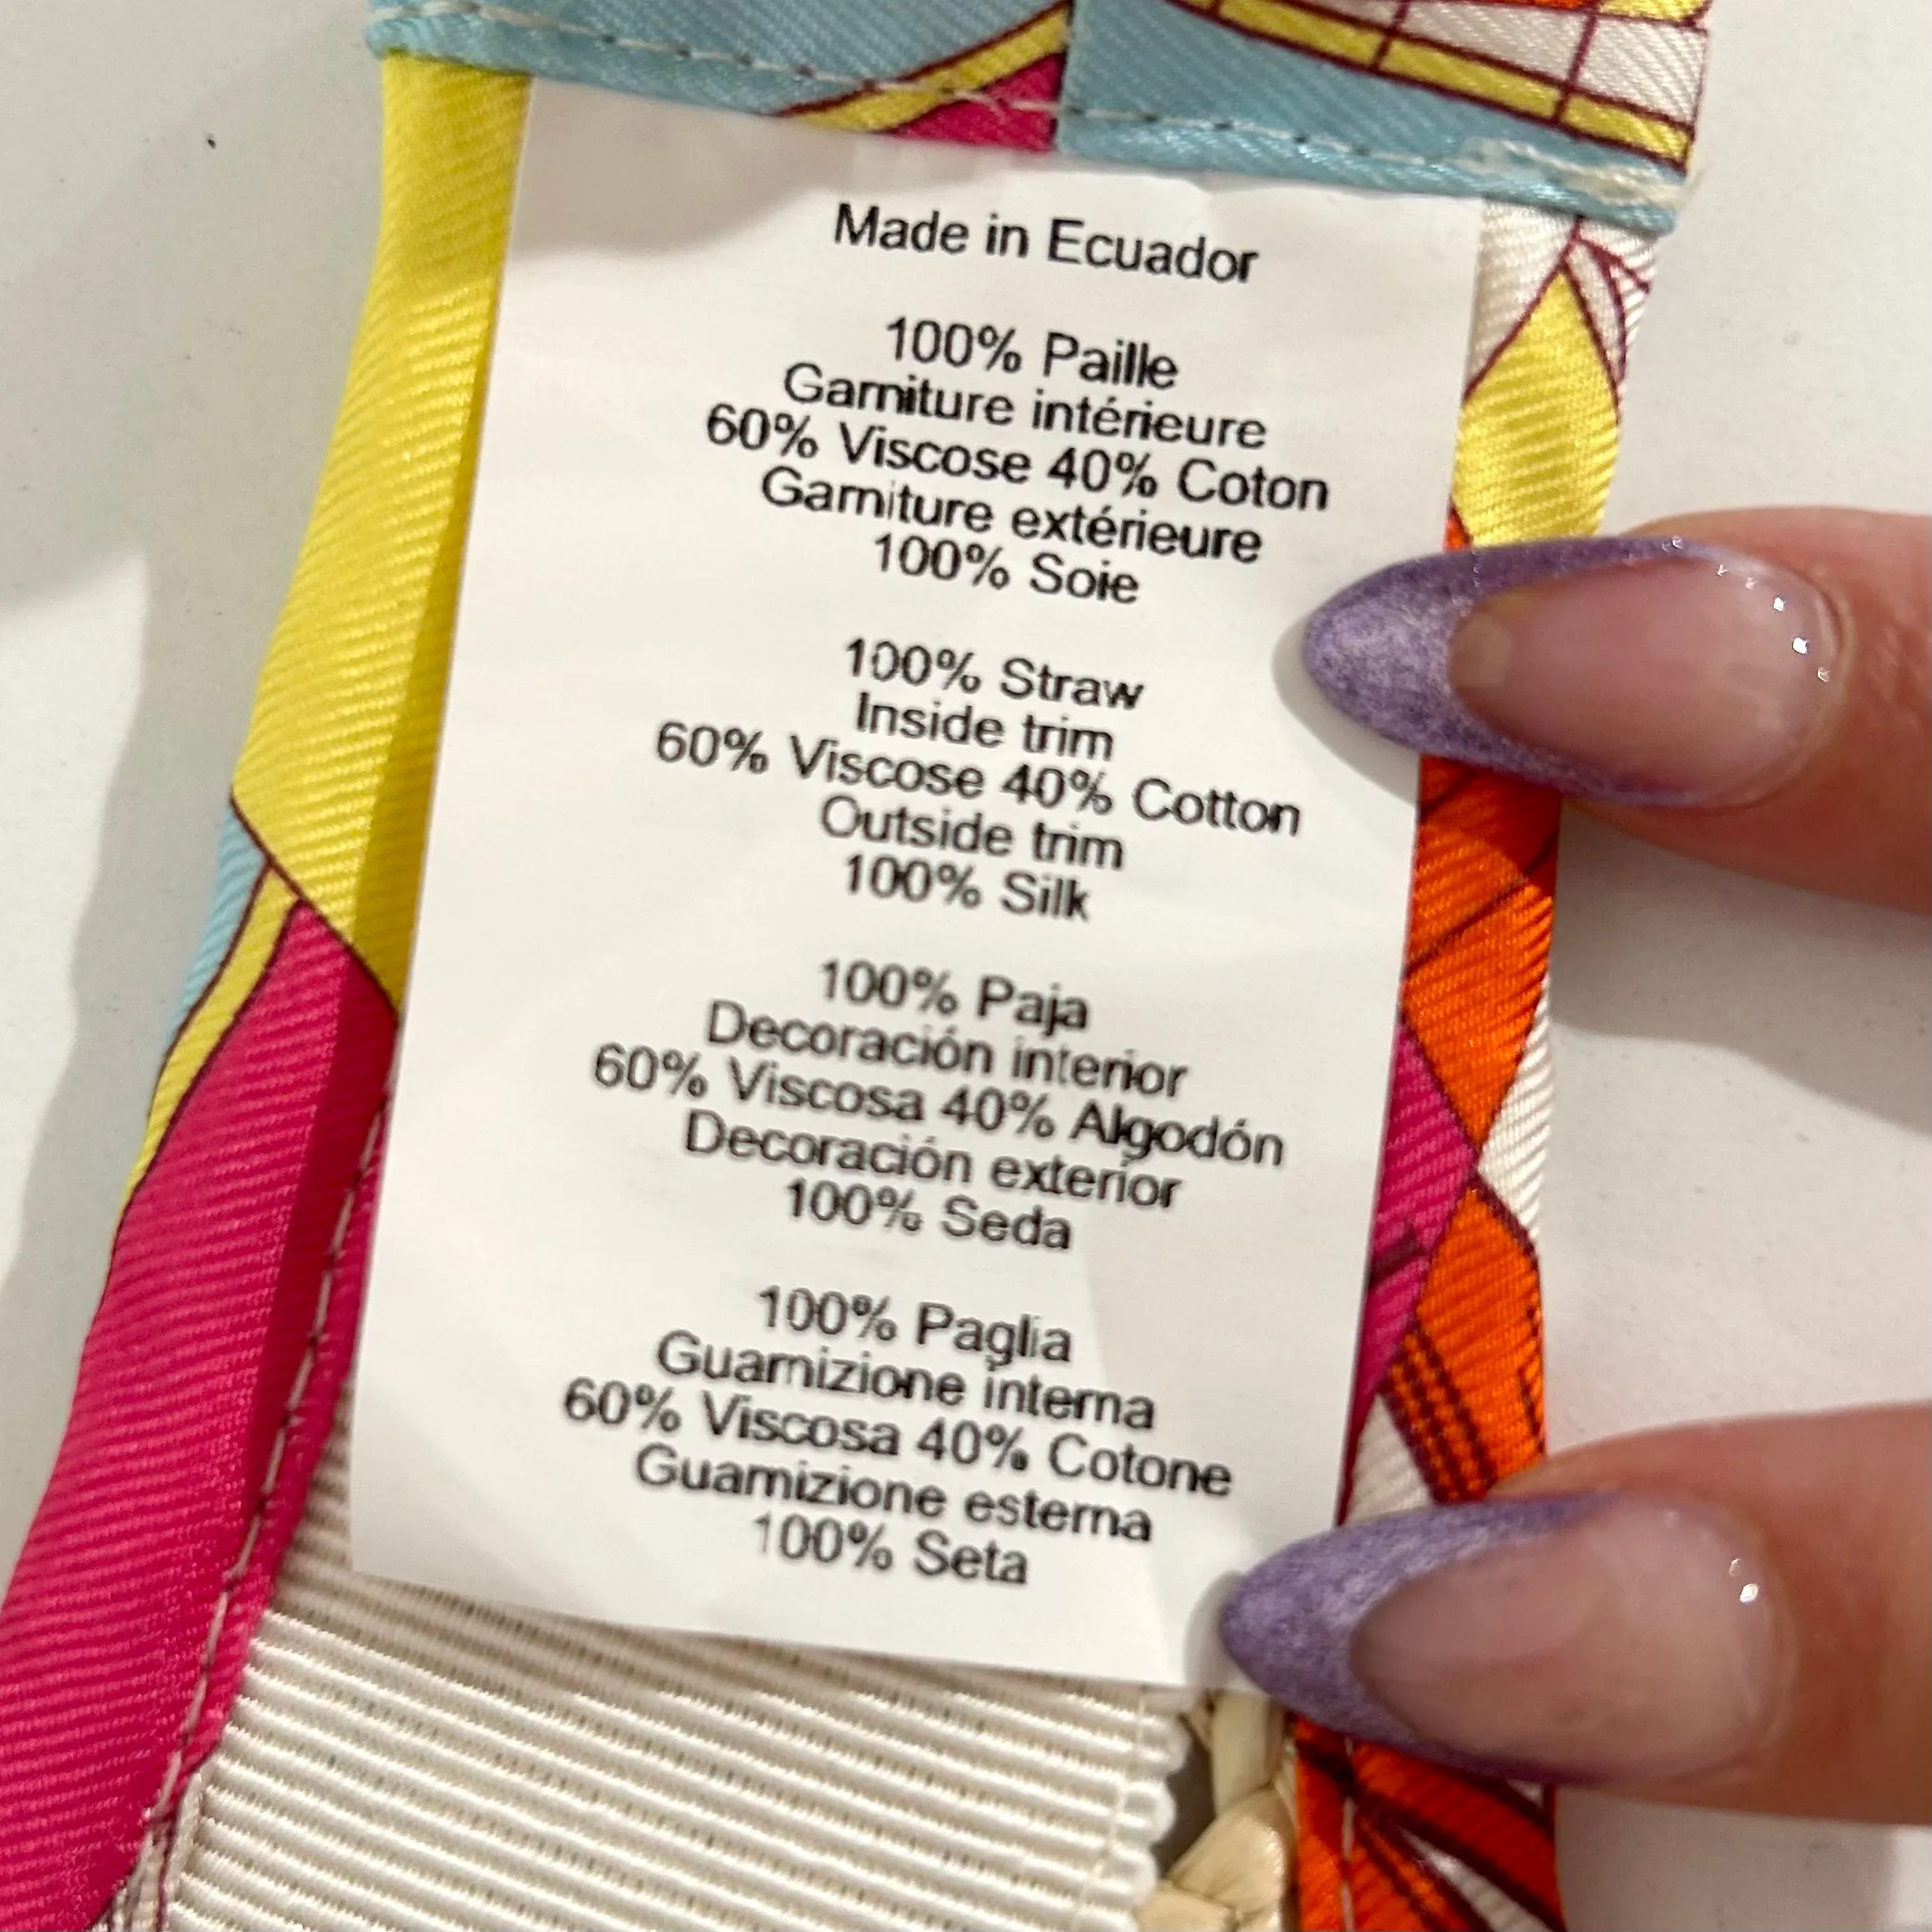 Made in Ecuador
100% Paille
Garniture intérieure
60% Viscose 40% Coton
Garniture extérieure
100% Soie
100% Straw
Inside trim
60% Viscose 40% Cotton
Outside trim
100% Silk
100% Paja
Decoración interior
60% Viscosa 40% Algodón
Decoración exterior
100% Seda
100% Paglia
Guarnizione interna
60% Viscosa 40% Cotone
Guarnizione esterna
100% Seta